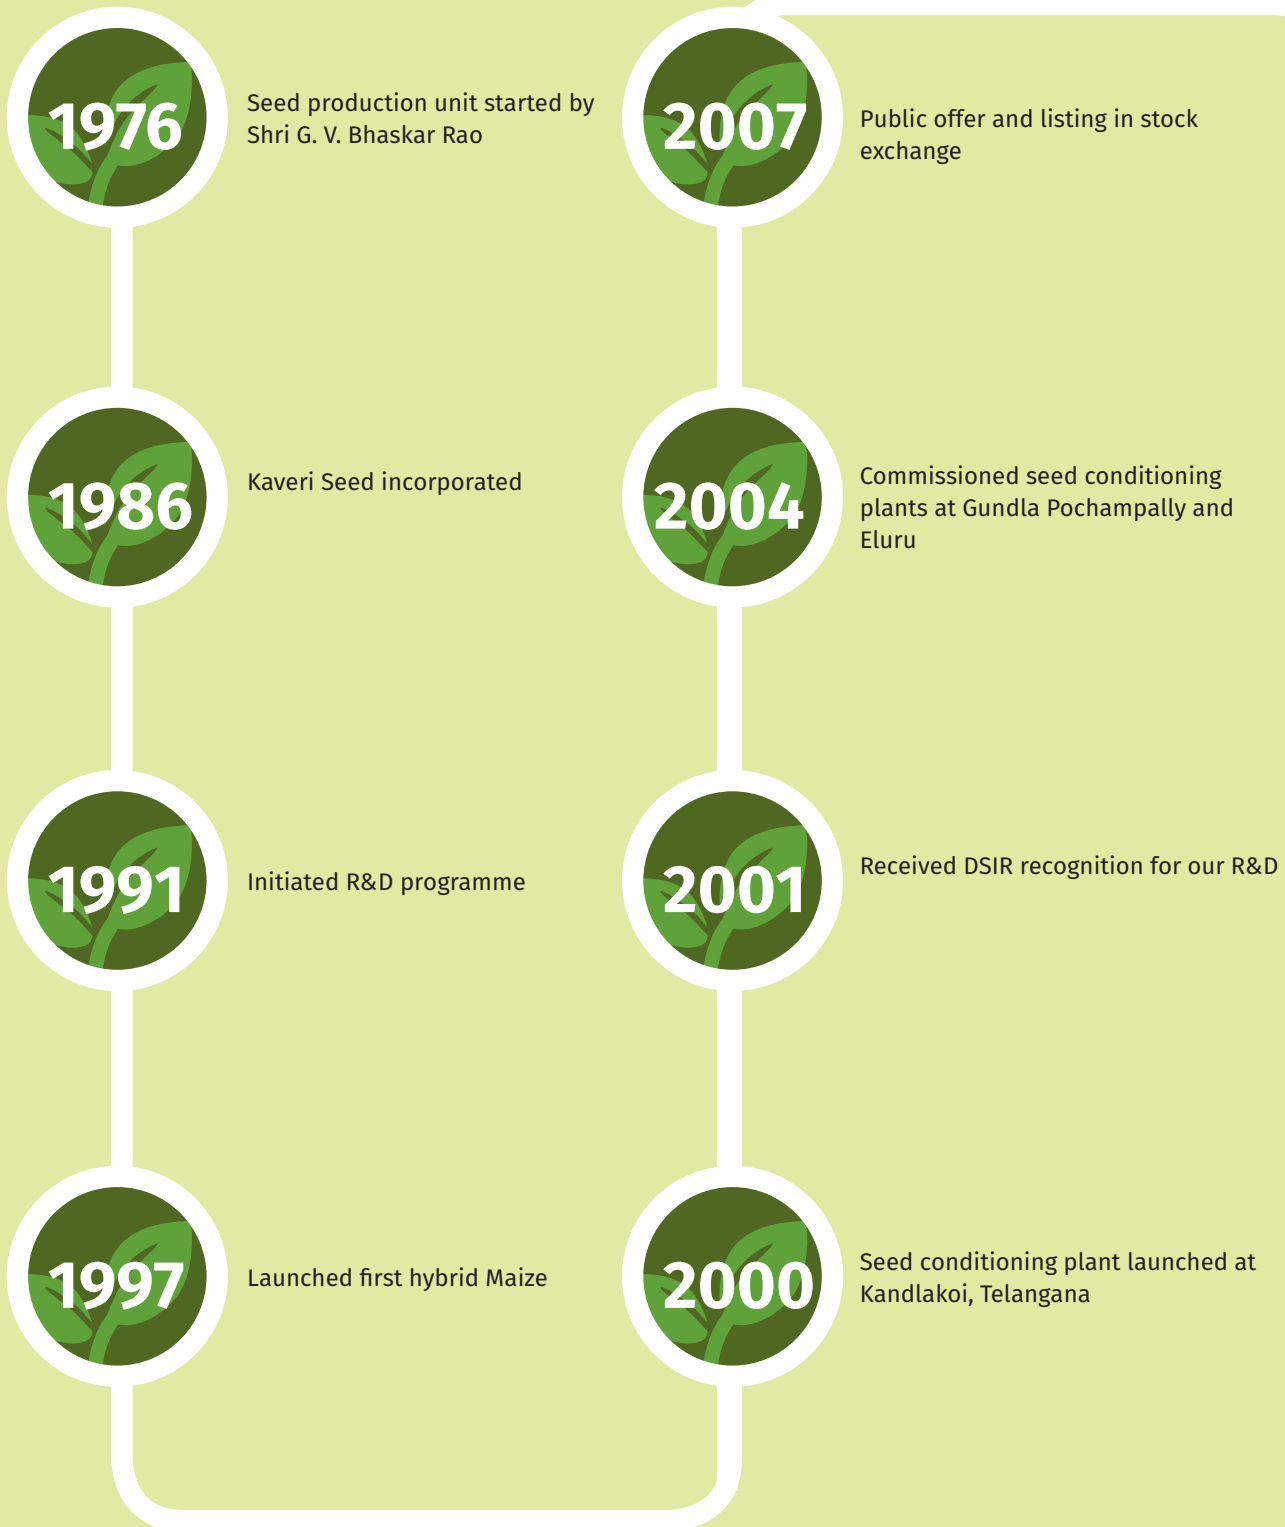 1976
Seed production unit started by
Shri G. V. Bhaskar Rao
1986
Kaveri Seed incorporated
1991
Initiated R&D programme
1997
Launched first hybrid Maize
2000
Seed conditioning plant launched at
Kandlakoi, Telangana
2001
Received DSIR recognition for our R&D
2004
Commissioned seed conditioning
plants at Gundla Pochampally and
Eluru
2007
Public offer and listing in stock
exchange